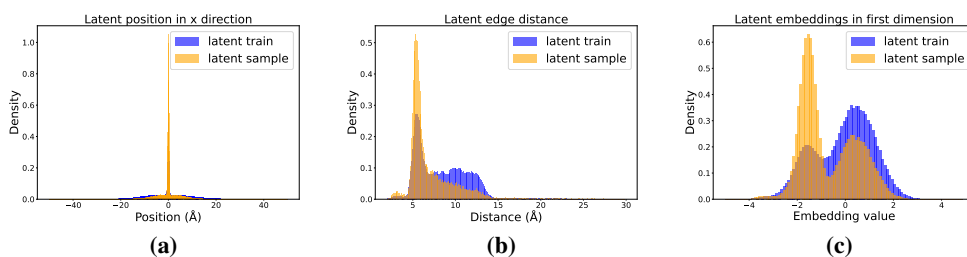 Latent position in x direction
latent train
latent sample
1.0
0.8
0.6
0.4
0.2
0.0
Density
−40
−20
0
20
40
Position (Å)
(a)
Latent edge distance
latent train
latent sample
0.5
0.4
0.3
0.2
0.1
0.0
Density
5
10
15
20
25
30
Distance (Å)
(b)
Latent embeddings in first dimension
latent train
latent sample
0.6
0.5
0.4
0.3
0.2
0.1
0.0
Density
−4
−2
0
2
4
Embedding value
(c)